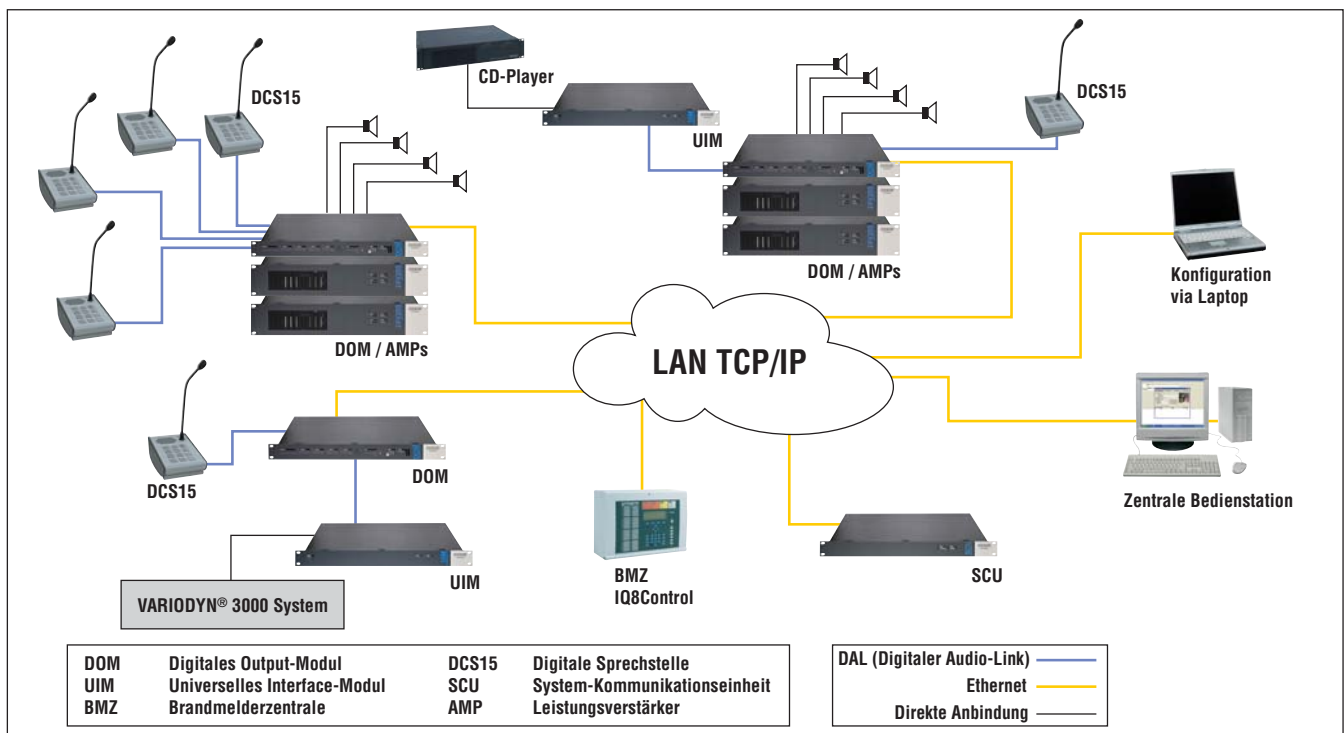 CD-Player
DCS15
DCS15
UIM
DOM / AMPs
Konfiguration
via Laptop
DOM / AMPs
LAN TCP/IP
DOM
DCS15
Zentrale Bedienstation
UIM
BMZ
IQ8Control
SCU
VARIODYN® 3000 System
DOM Digitales Output-Modul DCS15 Digitale Sprechstelle
UIM Universelles Interface-Modul SCU System-Kommunikationseinheit
BMZ Brandmelderzentrale AMP Leistungsverstärker
DAL (Digitaler Audio-Link)
Ethernet
Direkte Anbindung